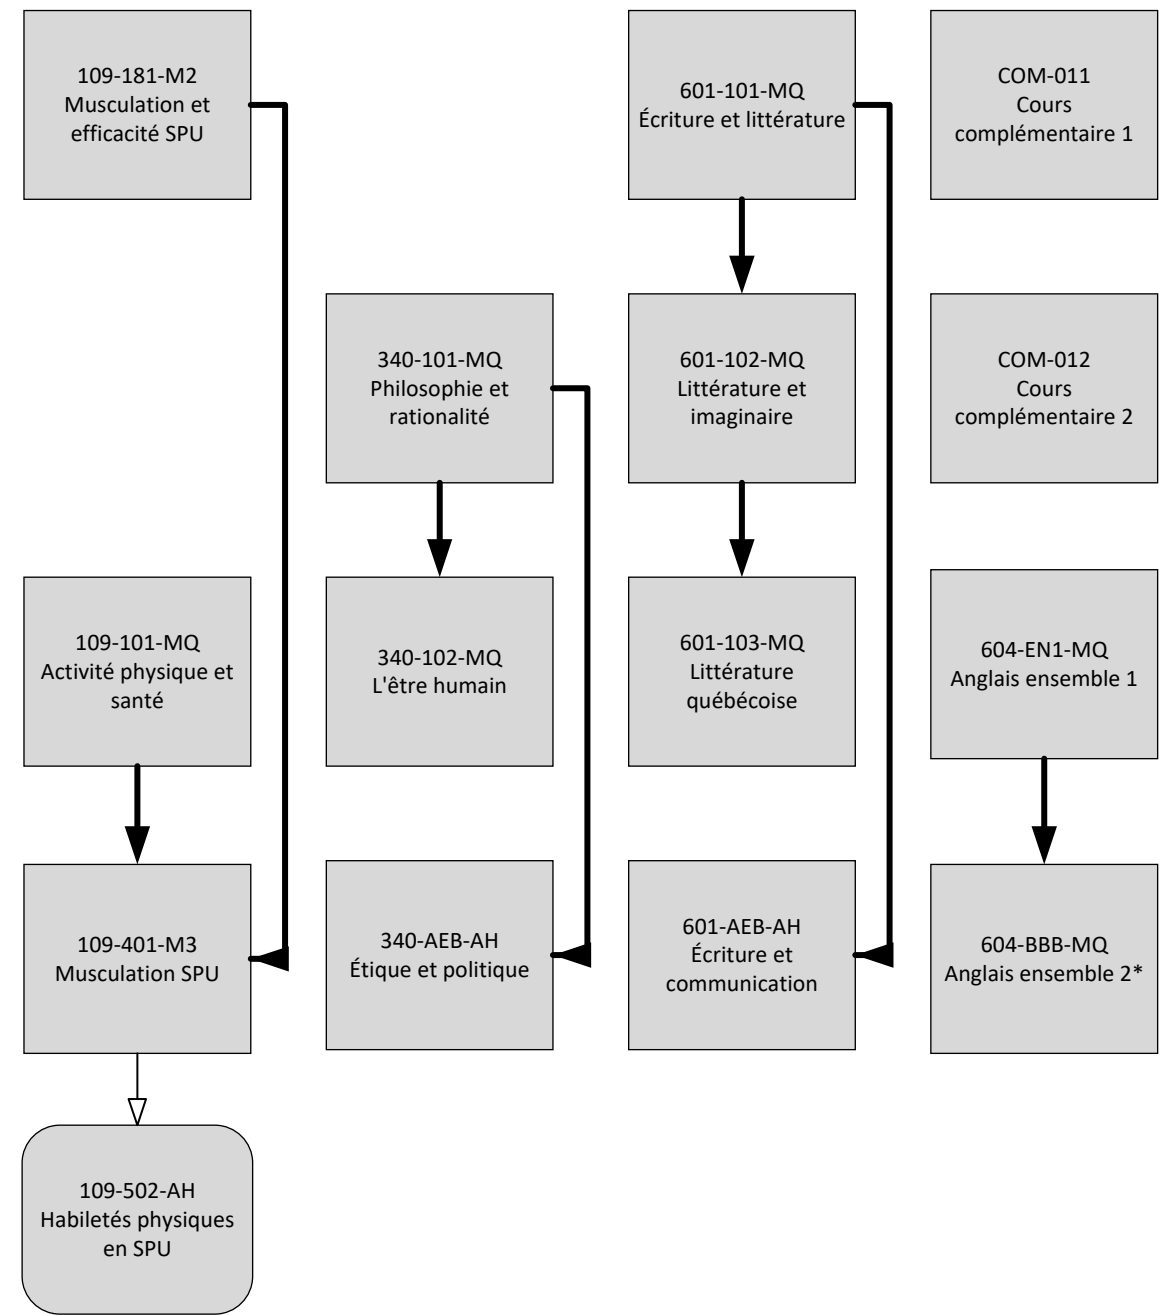 109-181-M2
Musculation et
efficacité SPU
601-101-MQ
Écriture et littérature
COM-011
Cours
complémentaire 1
340-101-MQ
Philosophie et
rationalité
601-102-MQ
Littérature et
imaginaire
COM-012
Cours
complémentaire 2
109-101-MQ
Activité physique et
santé
340-102-MQ
L'être humain
601-103-MQ
Littérature
québécoise
604-EN1-MQ
Anglais ensemble 1
109-401-M3
Musculation SPU
340-AEB-AH
Étique et politique
601-AEB-AH
Écriture et
communication
604-BBB-MQ
Anglais ensemble 2*
109-502-AH
Habiletés physiques
en SPU